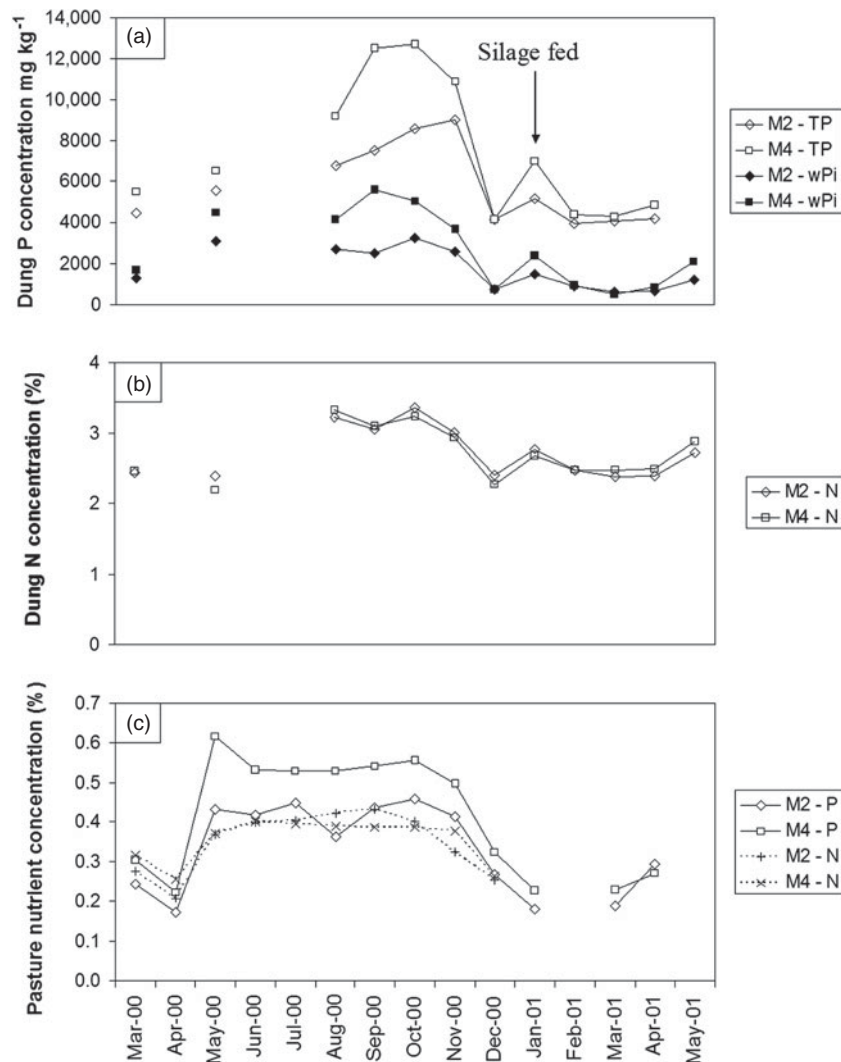 (a)
Dung P concentration mg kg⁻¹
14,000
12,000
10,000
8000
6000
4000
2000
0
Silage fed
M2 - TP
M4 - TP
M2 - wPi
M4 - wPi
(b)
Dung N concentration (%)
4
3
2
1
0
M2 - N
M4 - N
(c)
Pasture nutrient concentration (%)
0.7
0.6
0.5
0.4
0.3
0.2
0.1
0.0
M2 - P
M4 - P
M2 - N
M4 - N
Mar-00
Apr-00
May-00
Jun-00
Jul-00
Aug-00
Sep-00
Oct-00
Nov-00
Dec-00
Jan-01
Feb-01
Mar-01
Apr-01
May-01